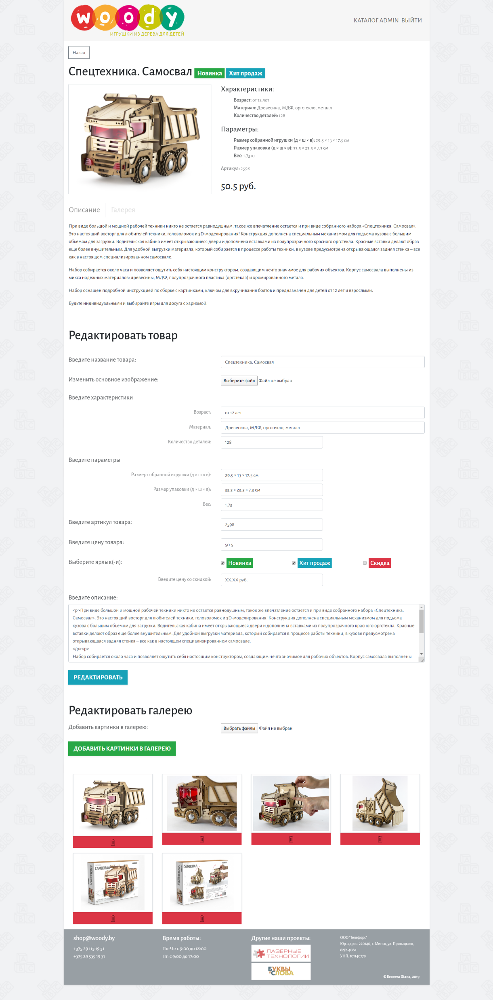 woody
ИГРУШКИ ИЗ ДЕРЕВА ДЛЯ ДЕТЕЙ
КАТАЛОГ ADMIN ВЫЙТИ
Назад
Спецтехника. Самосвал Новинка Хит продаж
Характеристики:
Возраст: от 12 лет
Материал: Древесина, МДФ, оргстекло, металл
Количество деталей: 128
Параметры:
Размер собранной игрушки (д × ш × в): 29.5 × 13 × 17.5 см
Размер упаковки (д × ш × в): 33.5 × 23.5 × 7.3 см
Вес: 1.73 кг
Артикул: 2598
50.5 руб.
Описание Галерея
При виде большой и мощной рабочей техники никто не остается равнодушным, такое же впечатление остается и при виде собранного набора «Спецтехника. Самосвал».
Это настоящий восторг для любителей техники, головоломок и 3D-моделирования! Конструкция дополнена специальным механизмом для подъема кузова с большим
объемом для загрузки. Водительская кабина имеет открывающиеся двери и дополнена вставками из полупрозрачного красного оргстекла. Красные вставки делают образ
еще более внушительным. Для удобной выгрузки материала, который собирается в процессе работы техники, в кузове предусмотрена открывающаяся задняя стенка – все
как в настоящем специализированном самосвале.
Набор собирается около часа и позволяет ощутить себя настоящим конструктором, создающим нечто значимое для рабочих объектов. Корпус самосвала выполнены из
микса надежных материалов: древесины, МДФ, полупрозрачного пластика (оргстекла) и хромированного метала.
Набор оснащен подробной инструкцией по сборке с картинками, ключом для вкручивания болтов и предназначен для детей от 12 лет и взрослыми.
Будьте индивидуальными и выбирайте игры для досуга с харизмой!
Редактировать товар
Введите название товара: Спецтехника. Самосвал
Изменить основное изображение: Выберите файл Файл не выбран
Введите характеристики
Возраст: от 12 лет
Материал: Древесина, МДФ, оргстекло, металл
Количество деталей: 128
Введите параметры
Размер собранной игрушки (д × ш × в): 29.5 × 13 × 17.5 см
Размер упаковки (д × ш × в): 33.5 × 23.5 × 7.3 см
Вес: 1.73
Введите артикул товара: 2598
Введите цену товара: 50.5
Выберите ярлык(-и): Новинка Хит продаж Скидка
Введите цену со скидкой: XX.XX руб.
Введите описание:
<p>При виде большой и мощной рабочей техники никто не остается равнодушным, такое же впечатление остается и при виде собранного набора «Спецтехника.
Самосвал». Это настоящий восторг для любителей техники, головоломок и 3D-моделирования! Конструкция дополнена специальным механизмом для подъема
кузова с большим объемом для загрузки. Водительская кабина имеет открывающиеся двери и дополнена вставками из полупрозрачного красного оргстекла. Красные
вставки делают образ еще более внушительным. Для удобной выгрузки материала, который собирается в процессе работы техники, в кузове предусмотрена
открывающаяся задняя стенка – все как в настоящем специализированном самосвале.
</p><p>
Набор собирается около часа и позволяет ощутить себя настоящим конструктором, создающим нечто значимое для рабочих объектов. Корпус самосвала выполнены
РЕДАКТИРОВАТЬ
Редактировать галерею
Добавить картинки в галерею: Выбрать файлы Файл не выбран
ДОБАВИТЬ КАРТИНКИ В ГАЛЕРЕЮ
САМОСВАЛ
САМОСВАЛ
САМОСВАЛ
САМОСВАЛ
shop@woody.by
+375 29 113 19 31
+375 29 535 19 31
Время работы:
Пн-Чт: с 9:00 до 18:00
Пт: с 9:00 до 17:00
Другие наши проекты:
ЛАЗЕРНЫЕ
ТЕХНОЛОГИИ
БУКВЫ
И СЛОВА
ООО "Телефорс"
Юр. адрес: 220140, г. Минск, ул. Притыцкого,
62/2-406а
УНП: 101140778
© Evseeva Diana, 2019